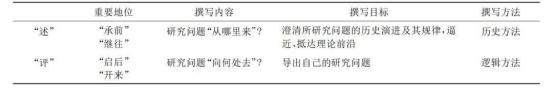 重要地位 撰写内容 撰写目标 撰写方法
“述” “承前” “继往” 研究问题“从哪里来”? 澄清所研究问题的历史演进及其规律,逼近、抵达理论前沿 历史方法
“评” “启后” “开来” 研究问题“向何处去”? 导出自己的研究问题 逻辑方法